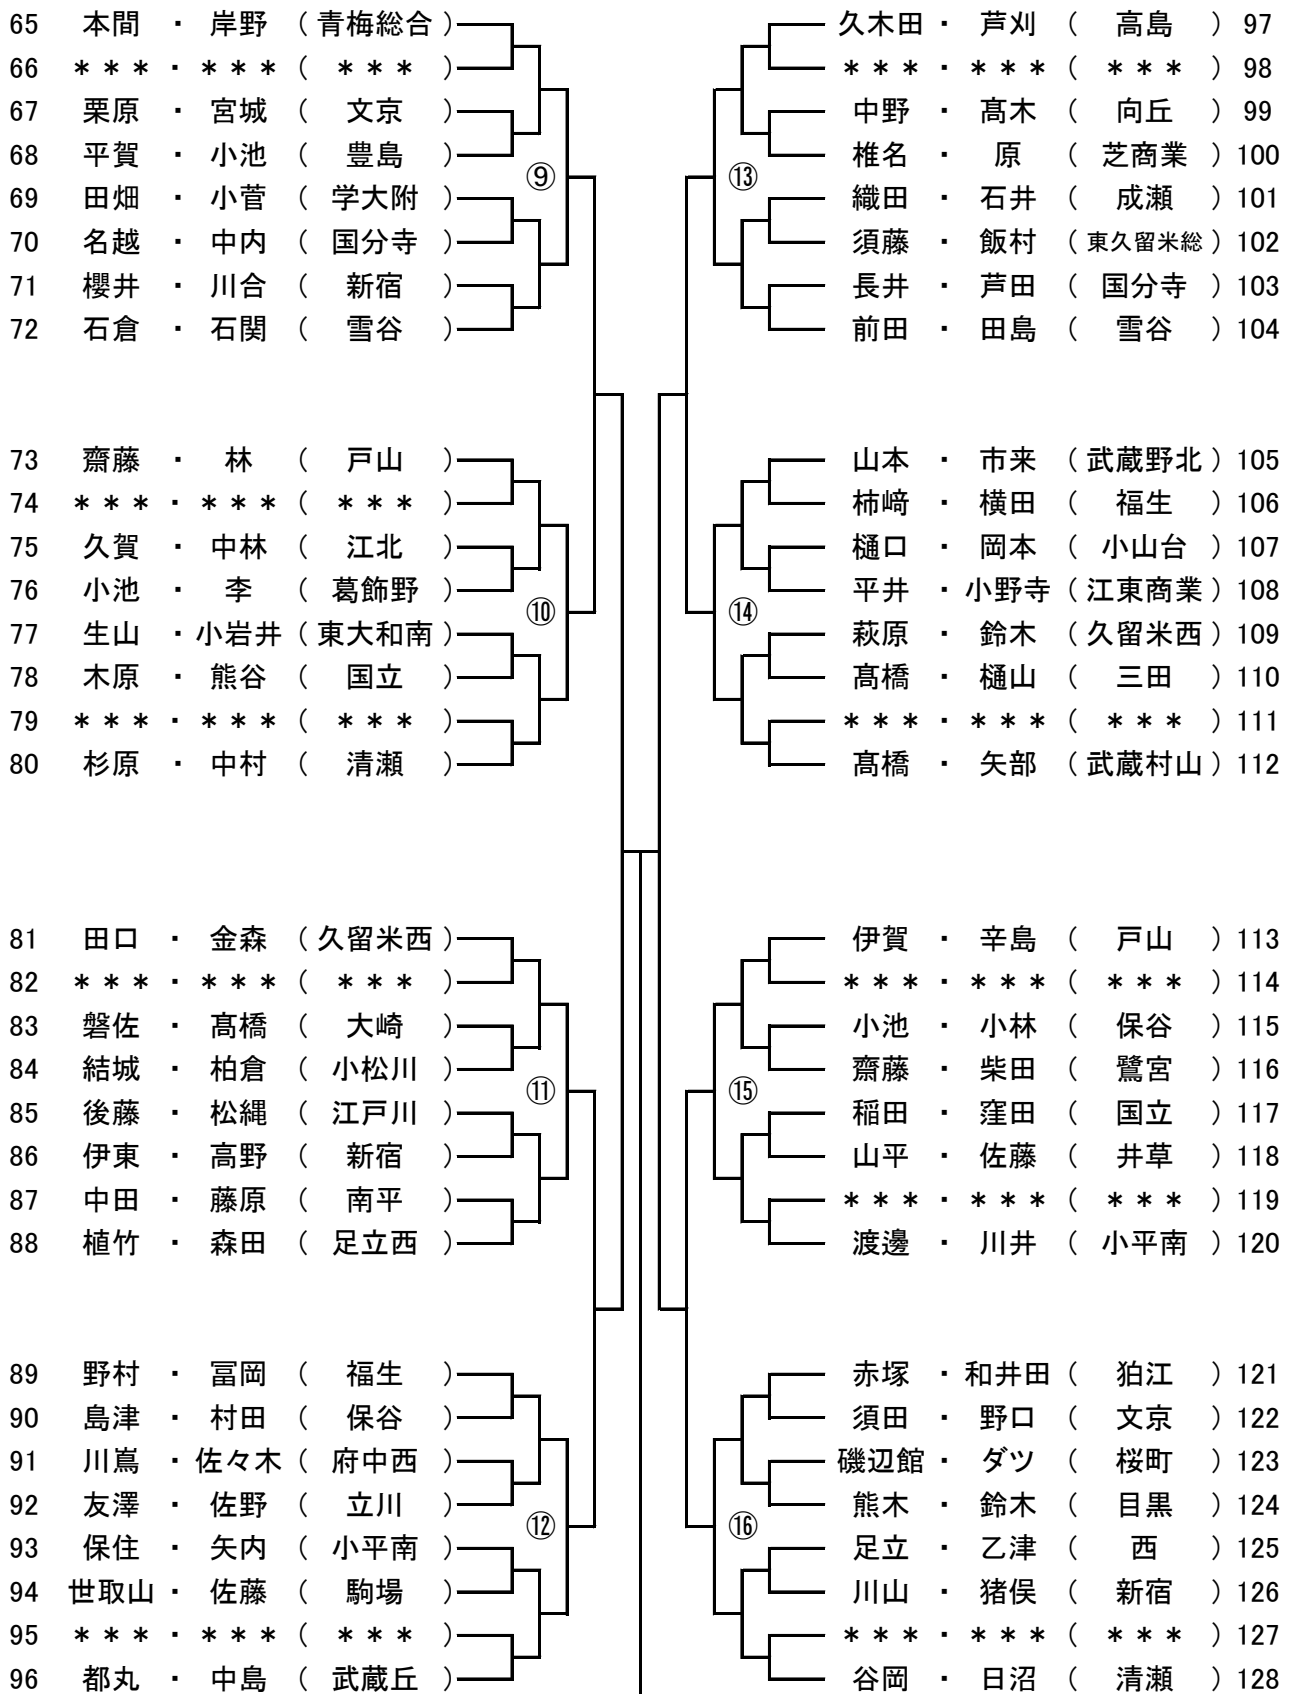 65 本間 ・ 岸野 ( 青梅総合 )
66 *** ・ *** ( *** )
67 栗原 ・ 宮城 ( 文京 )
68 平賀 ・ 小池 ( 豊島 )
⑨
69 田畑 ・ 小菅 ( 学大附 )
70 名越 ・ 中内 ( 国分寺 )
71 櫻井 ・ 川合 ( 新宿 )
72 石倉 ・ 石関 ( 雪谷 )
73 齋藤 ・ 林 ( 戸山 )
74 *** ・ *** ( *** )
75 久賀 ・ 中林 ( 江北 )
76 小池 ・ 李 ( 葛飾野 )
⑩
77 生山 ・ 小岩井 ( 東大和南 )
78 木原 ・ 熊谷 ( 国立 )
79 *** ・ *** ( *** )
80 杉原 ・ 中村 ( 清瀬 )
81 田口 ・ 金森 ( 久留米西 )
82 *** ・ *** ( *** )
83 磐佐 ・ 髙橋 ( 大崎 )
84 結城 ・ 柏倉 ( 小松川 )
⑪
85 後藤 ・ 松縄 ( 江戸川 )
86 伊東 ・ 高野 ( 新宿 )
87 中田 ・ 藤原 ( 南平 )
88 植竹 ・ 森田 ( 足立西 )
89 野村 ・ 冨岡 ( 福生 )
90 島津 ・ 村田 ( 保谷 )
91 川嶌 ・ 佐々木 ( 府中西 )
92 友澤 ・ 佐野 ( 立川 )
⑫
93 保住 ・ 矢内 ( 小平南 )
94 世取山 ・ 佐藤 ( 駒場 )
95 *** ・ *** ( *** )
96 都丸 ・ 中島 ( 武蔵丘 )
久木田 ・ 芦刈 ( 高島 ) 97
*** ・ *** ( *** ) 98
中野 ・ 髙木 ( 向丘 ) 99
椎名 ・ 原 ( 芝商業 ) 100
⑬
織田 ・ 石井 ( 成瀬 ) 101
須藤 ・ 飯村 ( 東久留米総 ) 102
長井 ・ 芦田 ( 国分寺 ) 103
前田 ・ 田島 ( 雪谷 ) 104
山本 ・ 市来 ( 武蔵野北 ) 105
柿﨑 ・ 横田 ( 福生 ) 106
樋口 ・ 岡本 ( 小山台 ) 107
平井 ・ 小野寺 ( 江東商業 ) 108
⑭
萩原 ・ 鈴木 ( 久留米西 ) 109
髙橋 ・ 樋山 ( 三田 ) 110
*** ・ *** ( *** ) 111
髙橋 ・ 矢部 ( 武蔵村山 ) 112
伊賀 ・ 辛島 ( 戸山 ) 113
*** ・ *** ( *** ) 114
小池 ・ 小林 ( 保谷 ) 115
齋藤 ・ 柴田 ( 鷺宮 ) 116
⑮
稲田 ・ 窪田 ( 国立 ) 117
山平 ・ 佐藤 ( 井草 ) 118
*** ・ *** ( *** ) 119
渡邊 ・ 川井 ( 小平南 ) 120
赤塚 ・ 和井田 ( 狛江 ) 121
須田 ・ 野口 ( 文京 ) 122
磯辺館 ・ ダツ ( 桜町 ) 123
熊木 ・ 鈴木 ( 目黒 ) 124
⑯
足立 ・ 乙津 ( 西 ) 125
川山 ・ 猪俣 ( 新宿 ) 126
*** ・ *** ( *** ) 127
谷岡 ・ 日沼 ( 清瀬 ) 128